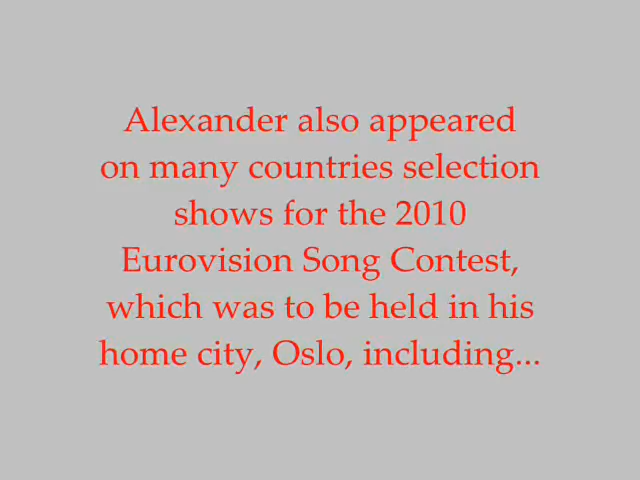 Alexander also appeared
on many countries selection
shows for the 2010
Eurovision Song Contest,
which was to be held in his
home city, Oslo, including...